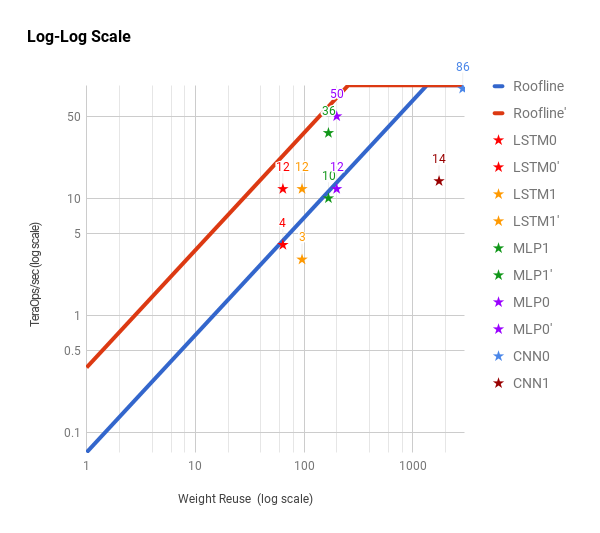 Log-Log Scale
86
50
36
12 12 12
10
14
4
3
50
10
5
1
0.5
0.1
1 10 100 1000
TeraOps/sec (log scale)
Weight Reuse (log scale)
Roofline
Roofline'
LSTM0
LSTM0'
LSTM1
LSTM1'
MLP1
MLP1'
MLP0
MLP0'
CNN0
CNN1